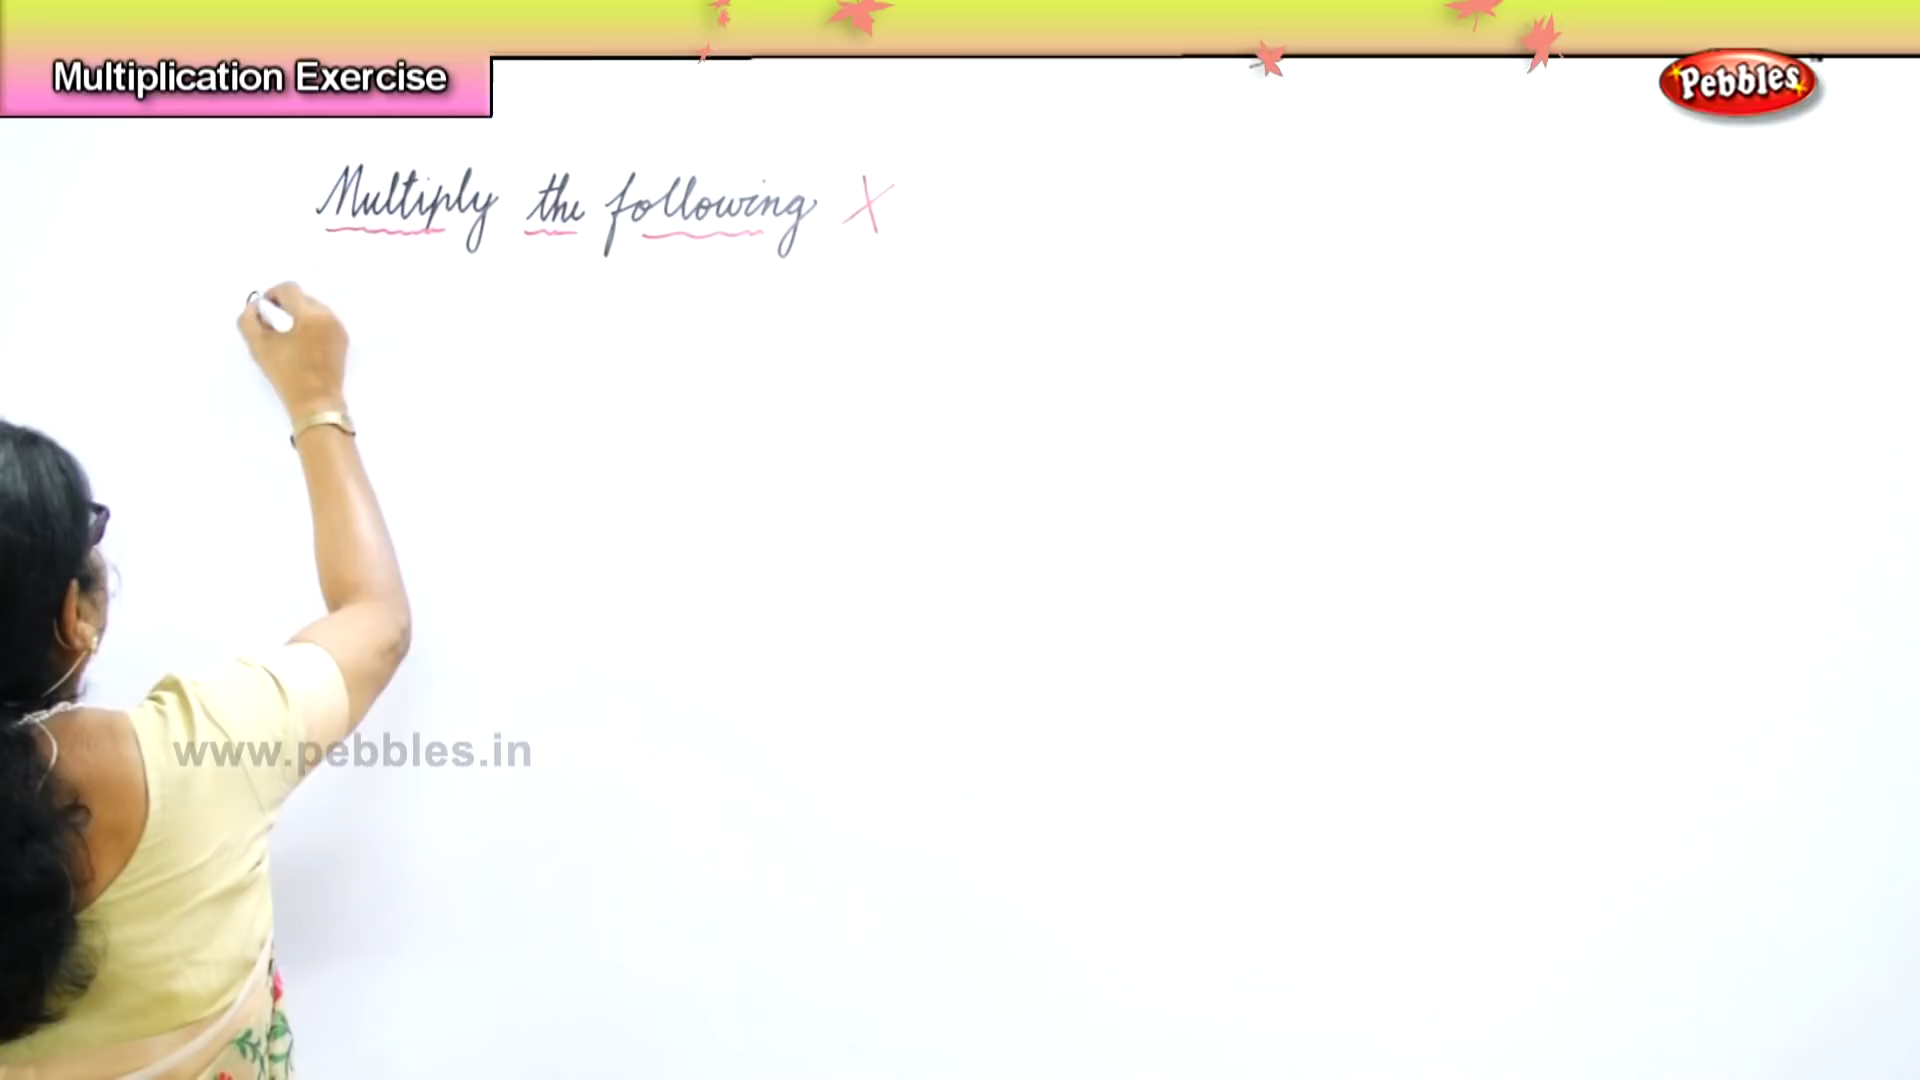 Multiplication Exercise
Pebbles
Multiply the following X
www.pebbles.in